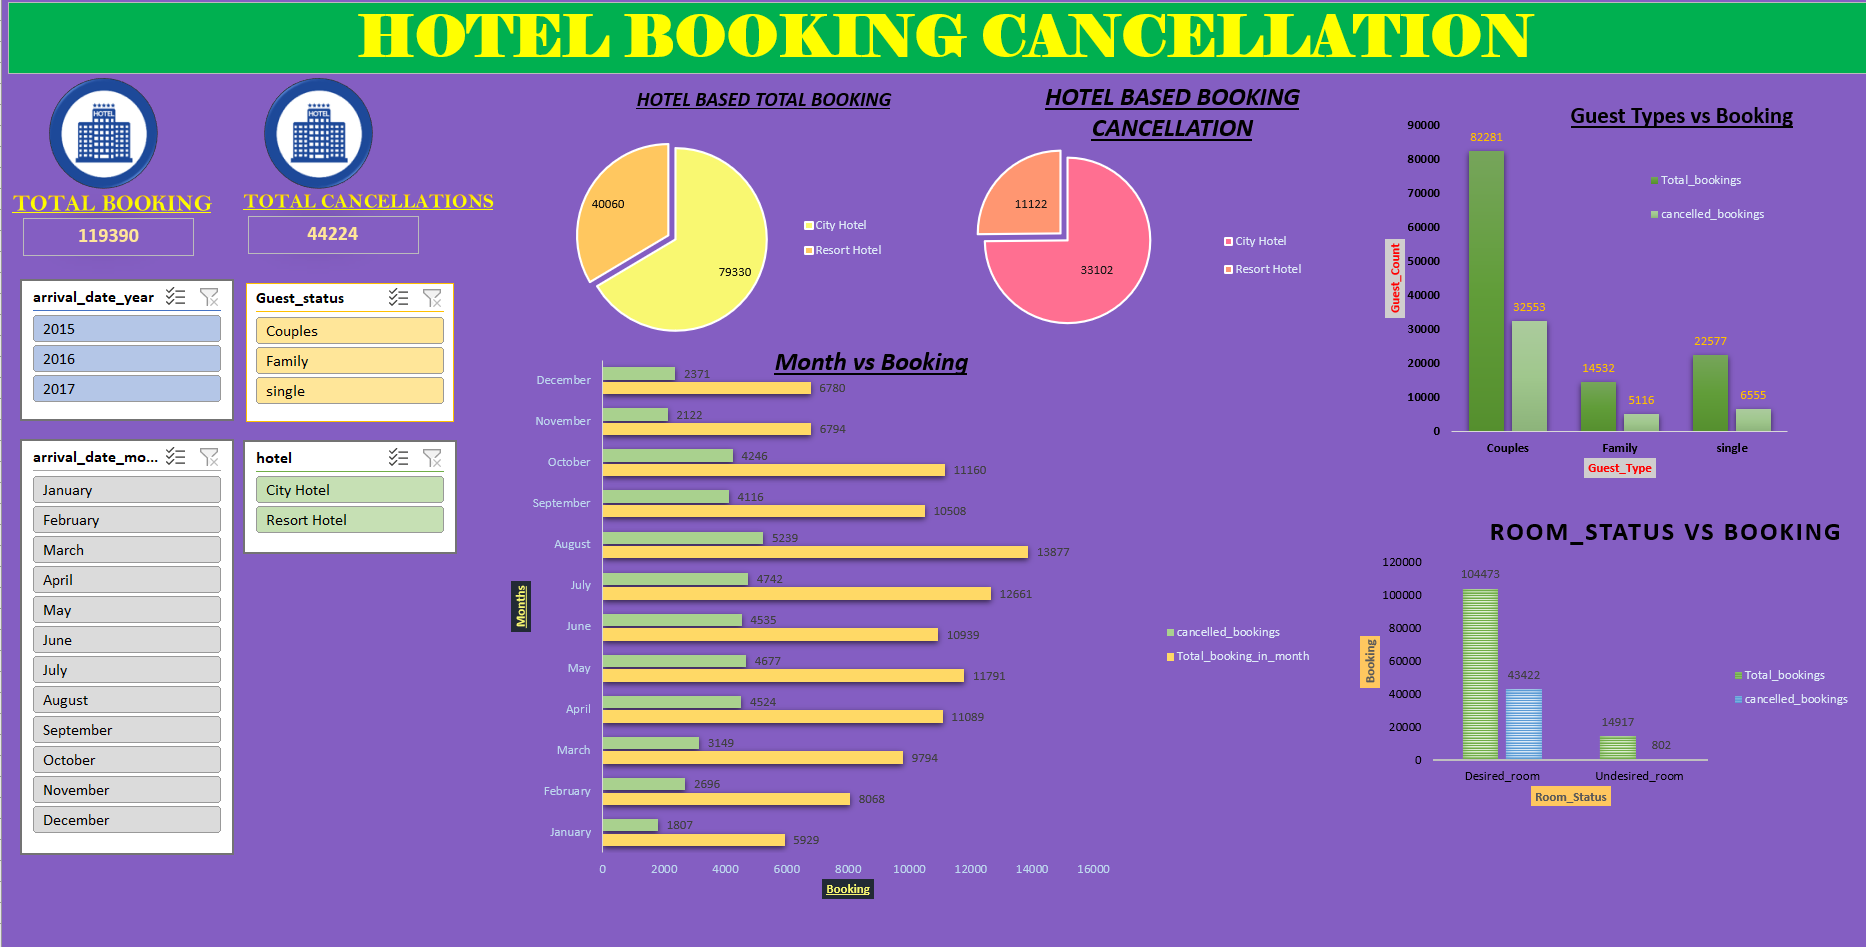 HOTEL BOOKING CANCELLATION
HOTEL
TOTAL BOOKING
119390
HOTEL
TOTAL CANCELLATIONS
44224
arrival_date_year
2015
2016
2017
Guest_status
Couples
Family
single
arrival_date_mo...
January
February
March
April
May
June
July
August
September
October
November
December
hotel
City Hotel
Resort Hotel
HOTEL BASED TOTAL BOOKING
40060
79330
City Hotel
Resort Hotel
HOTEL BASED BOOKING
CANCELLATION
11122
33102
City Hotel
Resort Hotel
Month vs Booking
Months
December 2371
6780
November 2122
6794
October 4246
11160
September 4116
10508
August 5239
13877
July 4742
12661
June 4535
10939
May 4677
11791
April 4524
11089
March 3149
9794
February 2696
8068
January 1807
5929
0 2000 4000 6000 8000 10000 12000 14000 16000
Booking
cancelled_bookings
Total_booking_in_month
Guest Types vs Booking
90000
80000
70000
60000
50000
40000
30000
20000
10000
0
Guest_Count
82281
32553
14532
5116
22577
6555
Couples Family single
Guest_Type
Total_bookings
cancelled_bookings
ROOM_STATUS VS BOOKING
120000
100000
80000
60000
40000
20000
0
Booking
104473
43422
14917
802
Desired_room Undesired_room
Room_Status
Total_bookings
cancelled_bookings